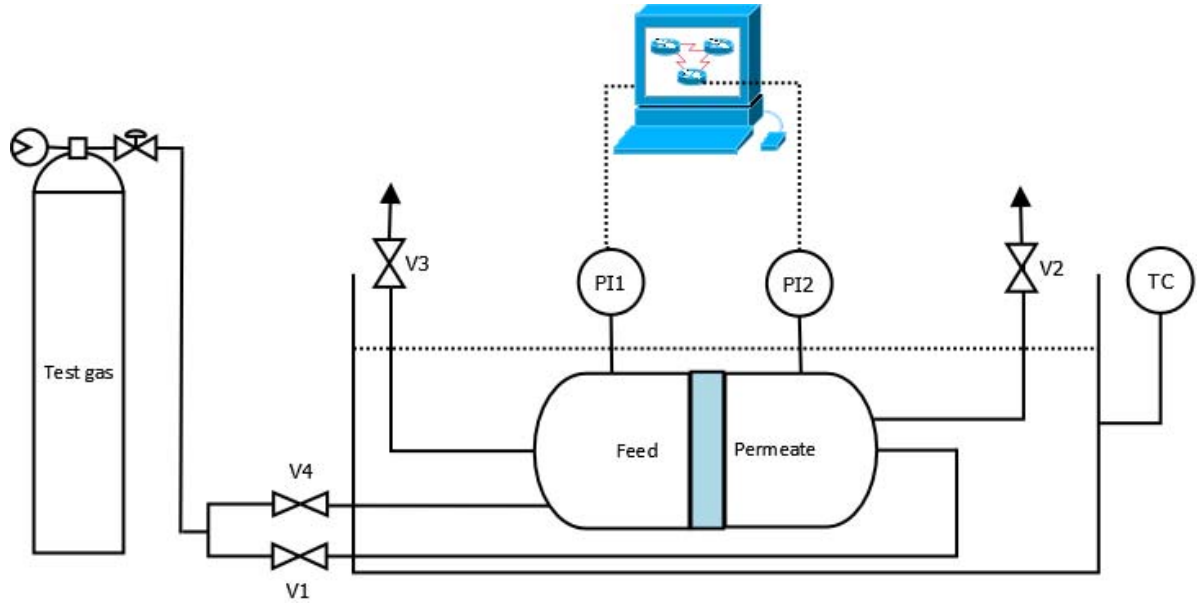 V3
PI1
PI2
V2
TC
Test gas
Feed
Permeate
V4
V1